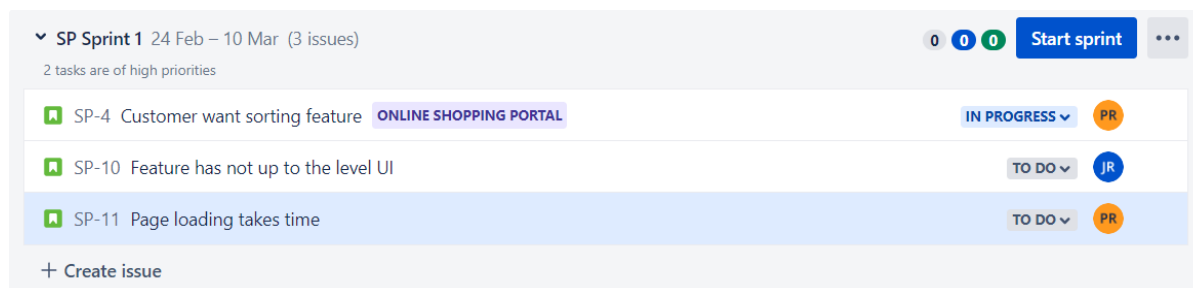 SP Sprint 1 24 Feb – 10 Mar (3 issues) 0 0 0 Start sprint
2 tasks are of high priorities
SP-4 Customer want sorting feature ONLINE SHOPPING PORTAL IN PROGRESS PR
SP-10 Feature has not up to the level UI TO DO JR
SP-11 Page loading takes time TO DO PR
+ Create issue